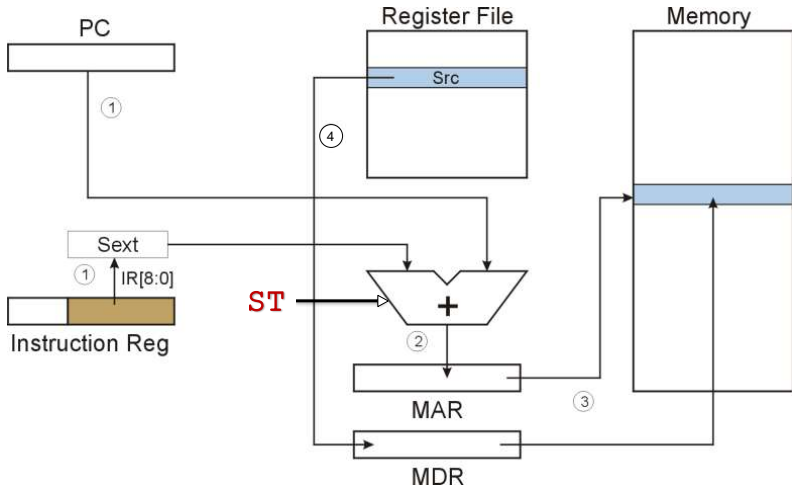 PC
Register File
Memory
Src
1
4
Sext
1
IR[8:0]
ST
+
Instruction Reg
2
MAR
3
MDR